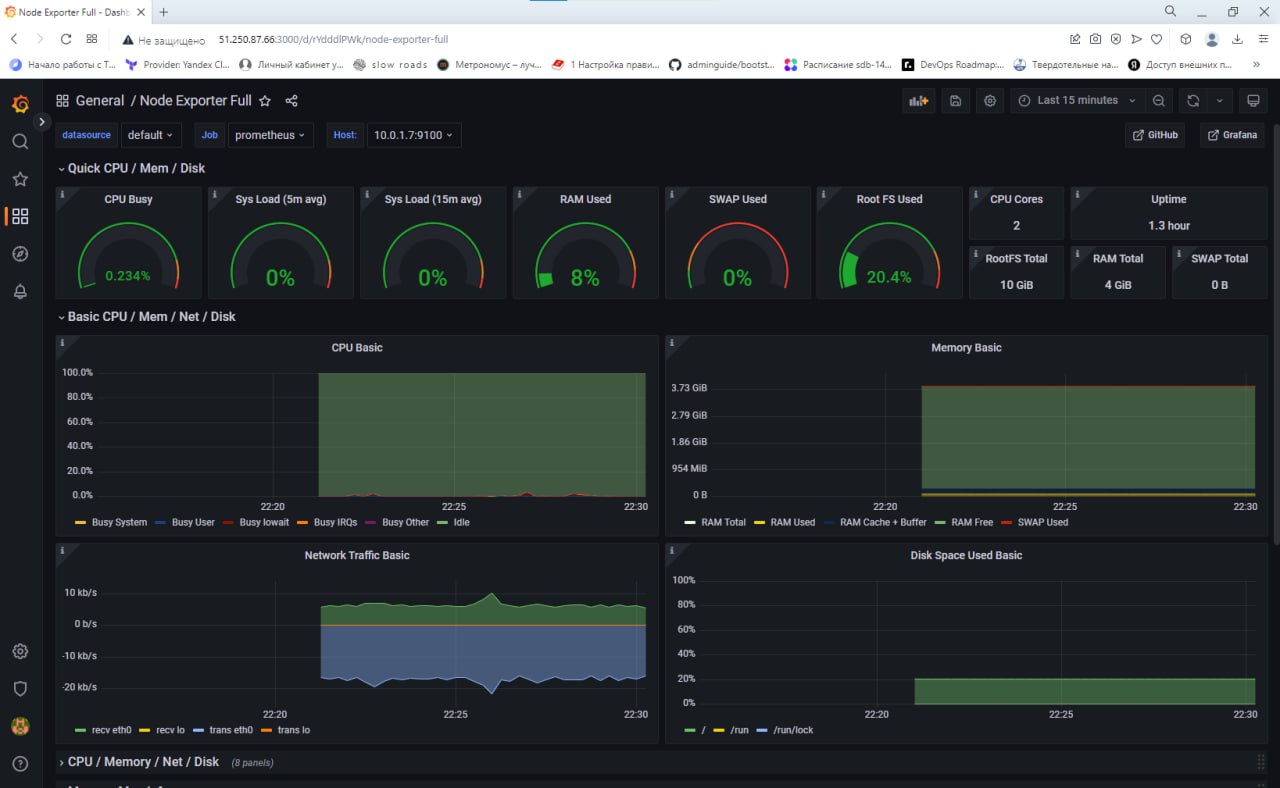 Node Exporter Full - Dashb
Не защищено 51.250.87.66:3000/d/rYdddlPWk/node-exporter-full
Начало работы с Т... Provider: Yandex Cl... Личный кабинет у... slow roads Метрономус – луч... 1 Настройка прави... adminguide/bootst... Расписание sdb-14... DevOps Roadmap:... Твердотельные на... Доступ внешних п... »
General / Node Exporter Full Last 15 minutes
datasource default Job prometheus Host: 10.0.1.7:9100 GitHub Grafana
Quick CPU / Mem / Disk
CPU Busy Sys Load (5m avg) Sys Load (15m avg) RAM Used SWAP Used Root FS Used CPU Cores Uptime
2 1.3 hour
RootFS Total RAM Total SWAP Total
0.234% 0% 0% 8% 0% 20.4% 10 GiB 4 GiB 0 B
Basic CPU / Mem / Net / Disk
CPU Basic
100.0%
80.0%
60.0%
40.0%
20.0%
0.0%
22:20 22:25 22:30
Busy System Busy User Busy Iowait Busy IRQs Busy Other Idle
Memory Basic
3.73 GiB
2.79 GiB
1.86 GiB
954 MiB
0 B
22:20 22:25 22:30
RAM Total RAM Used RAM Cache + Buffer RAM Free SWAP Used
Network Traffic Basic
10 kb/s
0 b/s
-10 kb/s
-20 kb/s
22:20 22:25 22:30
recv eth0 recv lo trans eth0 trans lo
Disk Space Used Basic
100%
80%
60%
40%
20%
0%
22:20 22:25 22:30
/ /run /run/lock
CPU / Memory / Net / Disk (8 panels)